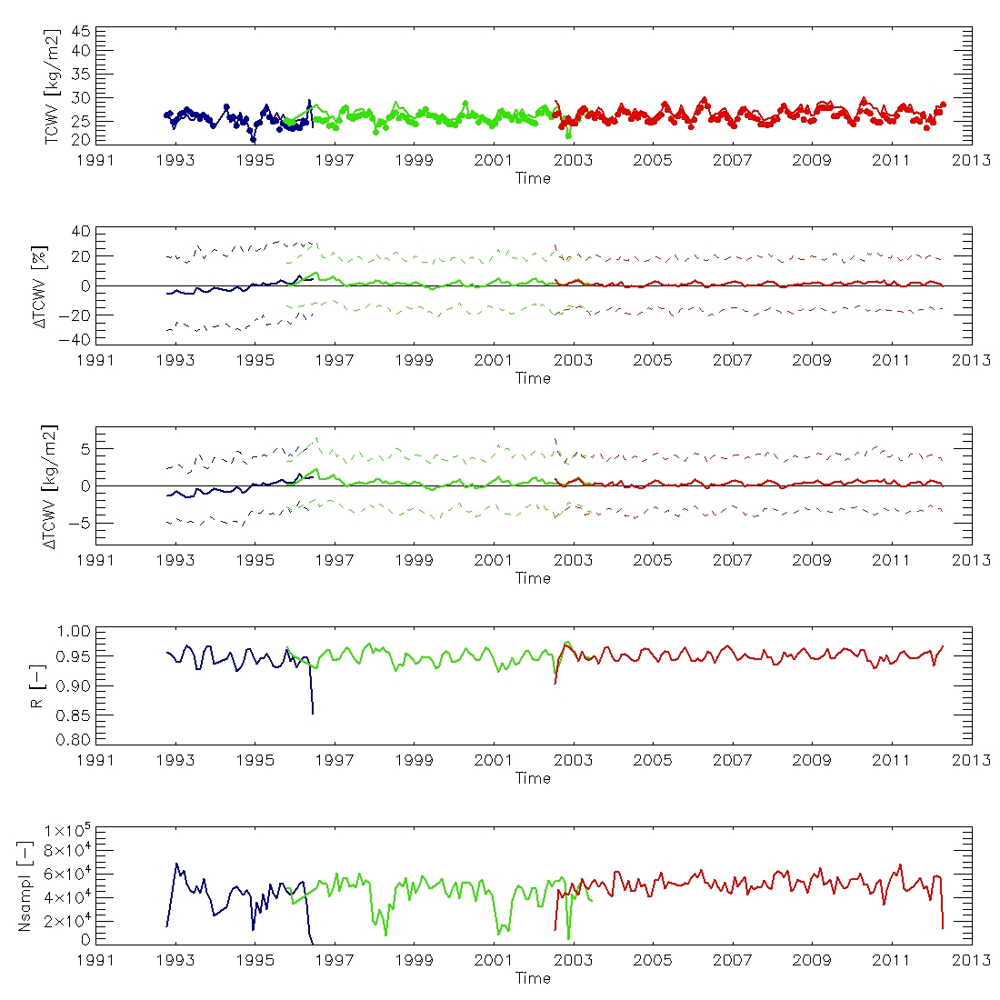 TCWV [kg/m2]
45
40
35
30
25
20
1991 1993 1995 1997 1999 2001 2003 2005 2007 2009 2011 2013
Time
ΔTCWV [%]
40
20
0
−20
−40
1991 1993 1995 1997 1999 2001 2003 2005 2007 2009 2011 2013
Time
ΔTCWV [kg/m2]
5
0
−5
1991 1993 1995 1997 1999 2001 2003 2005 2007 2009 2011 2013
Time
R [−]
1.00
0.95
0.90
0.85
0.80
1991 1993 1995 1997 1999 2001 2003 2005 2007 2009 2011 2013
Time
Nsampl [−]
1×10⁵
8×10⁴
6×10⁴
4×10⁴
2×10⁴
0
1991 1993 1995 1997 1999 2001 2003 2005 2007 2009 2011 2013
Time